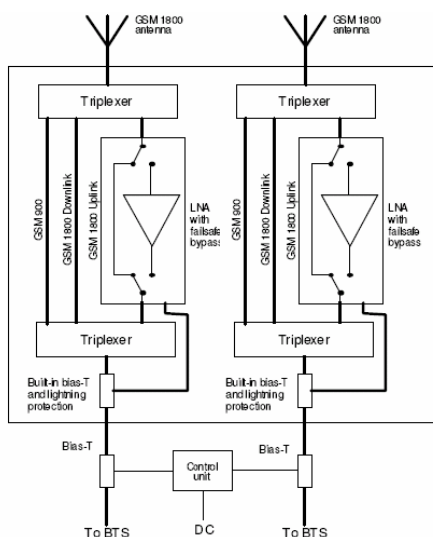 GSM 1800
antenna
GSM 1800
antenna
Triplexer
Triplexer
GSM 900
GSM 1800 Downlink
GSM 1800 Uplink
LNA
with
failsafe
bypass
GSM 900
GSM 1800 Downlink
GSM 1800 Uplink
LNA
with
failsafe
bypass
Triplexer
Triplexer
Built-in bias-T
and lightning
protection
Built-in bias-T
and lightning
protection
Bias-T
Control
unit
Bias-T
To BTS
DC
To BTS